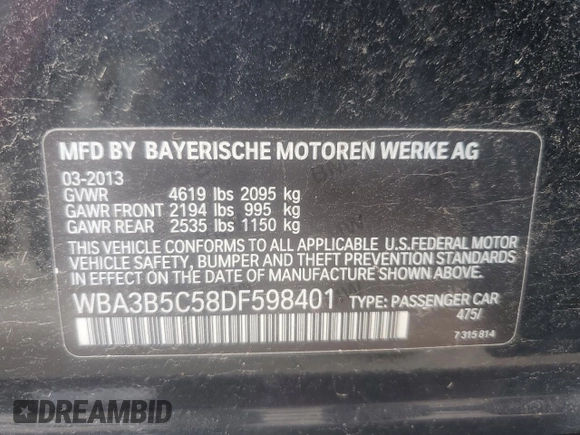 MFD BY BAYERISCHE MOTOREN WERKE AG
03-2013
GVWR 4619 lbs 2095 kg
GAWR FRONT 2194 lbs 995 kg
GAWR REAR 2535 lbs 1150 kg
THIS VEHICLE CONFORMS TO ALL APPLICABLE U.S.FEDERAL MOTOR
VEHICLE SAFETY, BUMPER AND THEFT PREVENTION STANDARDS
IN EFFECT ON THE DATE OF MANUFACTURE SHOWN ABOVE.
WBA3B5C58DF598401 TYPE: PASSENGER CAR
475/
7 315 814
DREAMBID